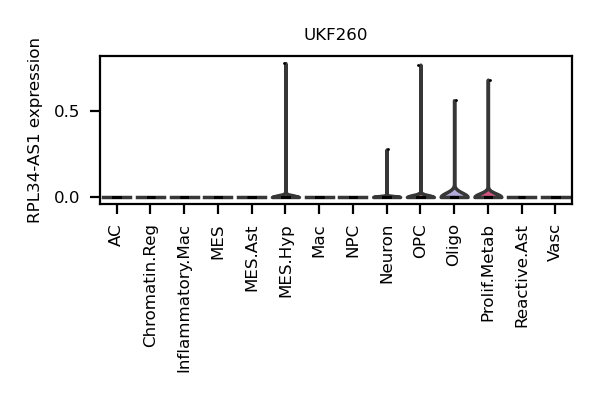 UKF260
RPL34-AS1 expression
0.5
0.0
AC
Chromatin.Reg
Inflammatory.Mac
MES
MES.Ast
MES.Hyp
Mac
NPC
Neuron
OPC
Oligo
Prolif.Metab
Reactive.Ast
Vasc